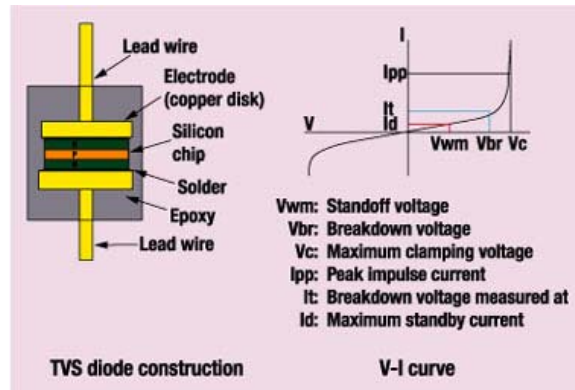 Lead wire
Electrode
(copper disk)
Silicon
chip
Solder
Epoxy
Lead wire
TVS diode construction
I
Ipp
It
Id
V
Vwm
Vbr
Vc
Vwm: Standoff voltage
Vbr: Breakdown voltage
Vc: Maximum clamping voltage
Ipp: Peak impulse current
It: Breakdown voltage measured at
Id: Maximum standby current
V-I curve